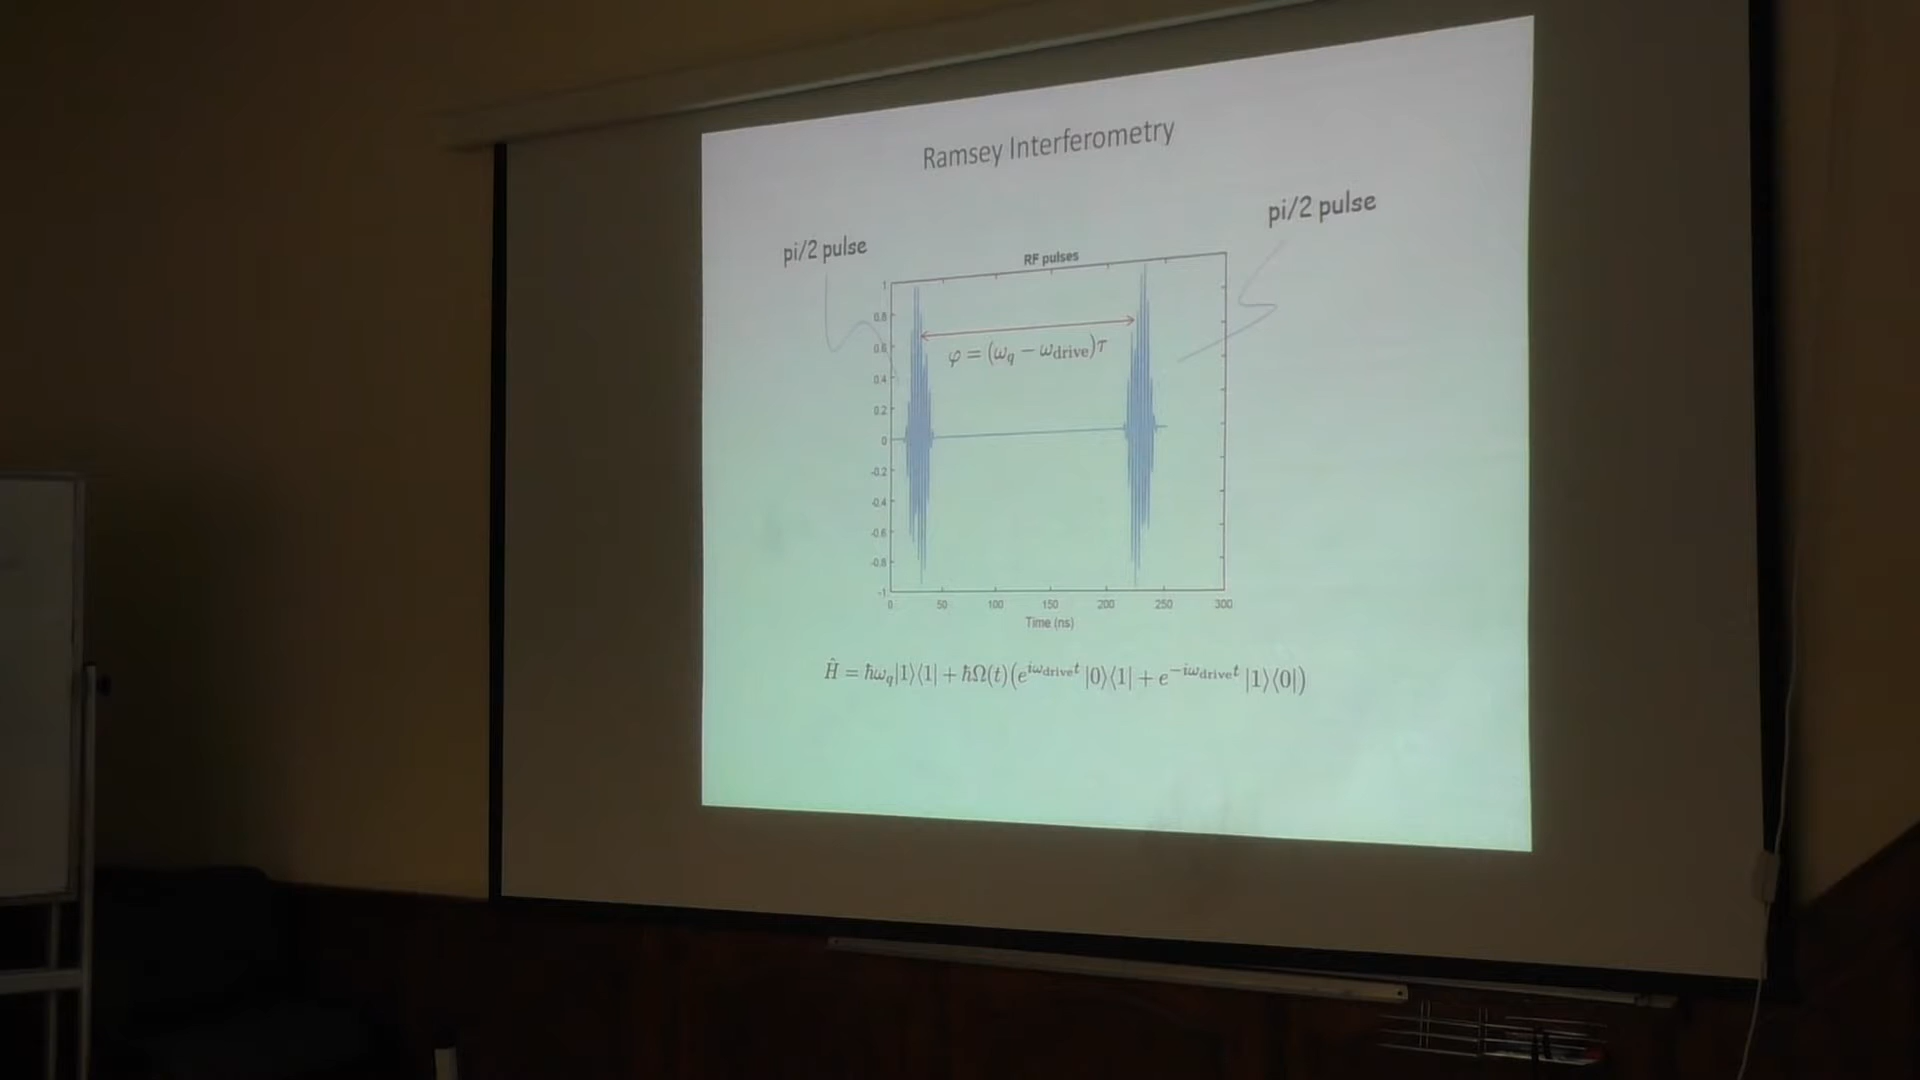 Ramsey Interferometry
pi/2 pulse
pi/2 pulse
RF pulses
1
0.8
0.6
0.4
0.2
0
-0.2
-0.4
-0.6
-0.8
-1
φ = (ω_q − ω_drive)τ
0 50 100 150 200 250 300
Time (ns)
Ĥ = ħω_q|1⟩⟨1| + ħΩ(t)(e^{iω_drive t} |0⟩⟨1| + e^{−iω_drive t} |1⟩⟨0|)